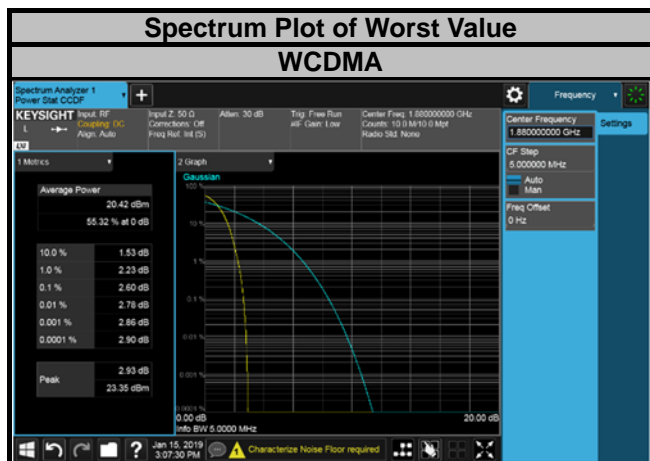 Spectrum Plot of Worst Value
WCDMA
Spectrum Analyzer 1
Power Stat CCDF
Frequency
KEYSIGHT
L
Input: RF
Coupling: DC
Align: Auto
Input Z: 50 Ω
Corrections: Off
Freq Ref: Int (S)
Atten: 30 dB
Trig: Free Run
#IF Gain: Low
Center Freq: 1.880000000 GHz
Counts: 10.0 M/10.0 Mpt
Radio Std: None
Center Frequency
1.880000000 GHz
Settings
CF Step
5.000000 MHz
Auto
Man
Freq Offset
0 Hz
1 Metrics
Average Power
20.42 dBm
55.32 % at 0 dB
10.0 % 1.53 dB
1.0 % 2.23 dB
0.1 % 2.60 dB
0.01 % 2.78 dB
0.001 % 2.86 dB
0.0001 % 2.90 dB
Peak 2.93 dB
23.35 dBm
2 Graph
Gaussian
100 %
10 %
1 %
0.1 %
0.01 %
0.001 %
0.0001 %
0.00 dB
20.00 dB
Info BW 5.0000 MHz
Jan 15, 2019
3:07:30 PM
Characterize Noise Floor required